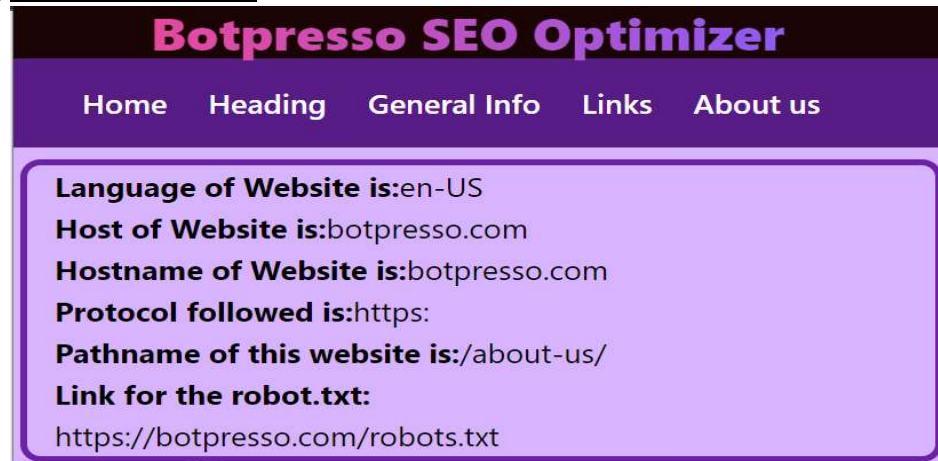 Botpresso SEO Optimizer
Home Heading General Info Links About us
Language of Website is:en-US
Host of Website is:botpresso.com
Hostname of Website is:botpresso.com
Protocol followed is:https:
Pathname of this website is:/about-us/
Link for the robot.txt:
https://botpresso.com/robots.txt